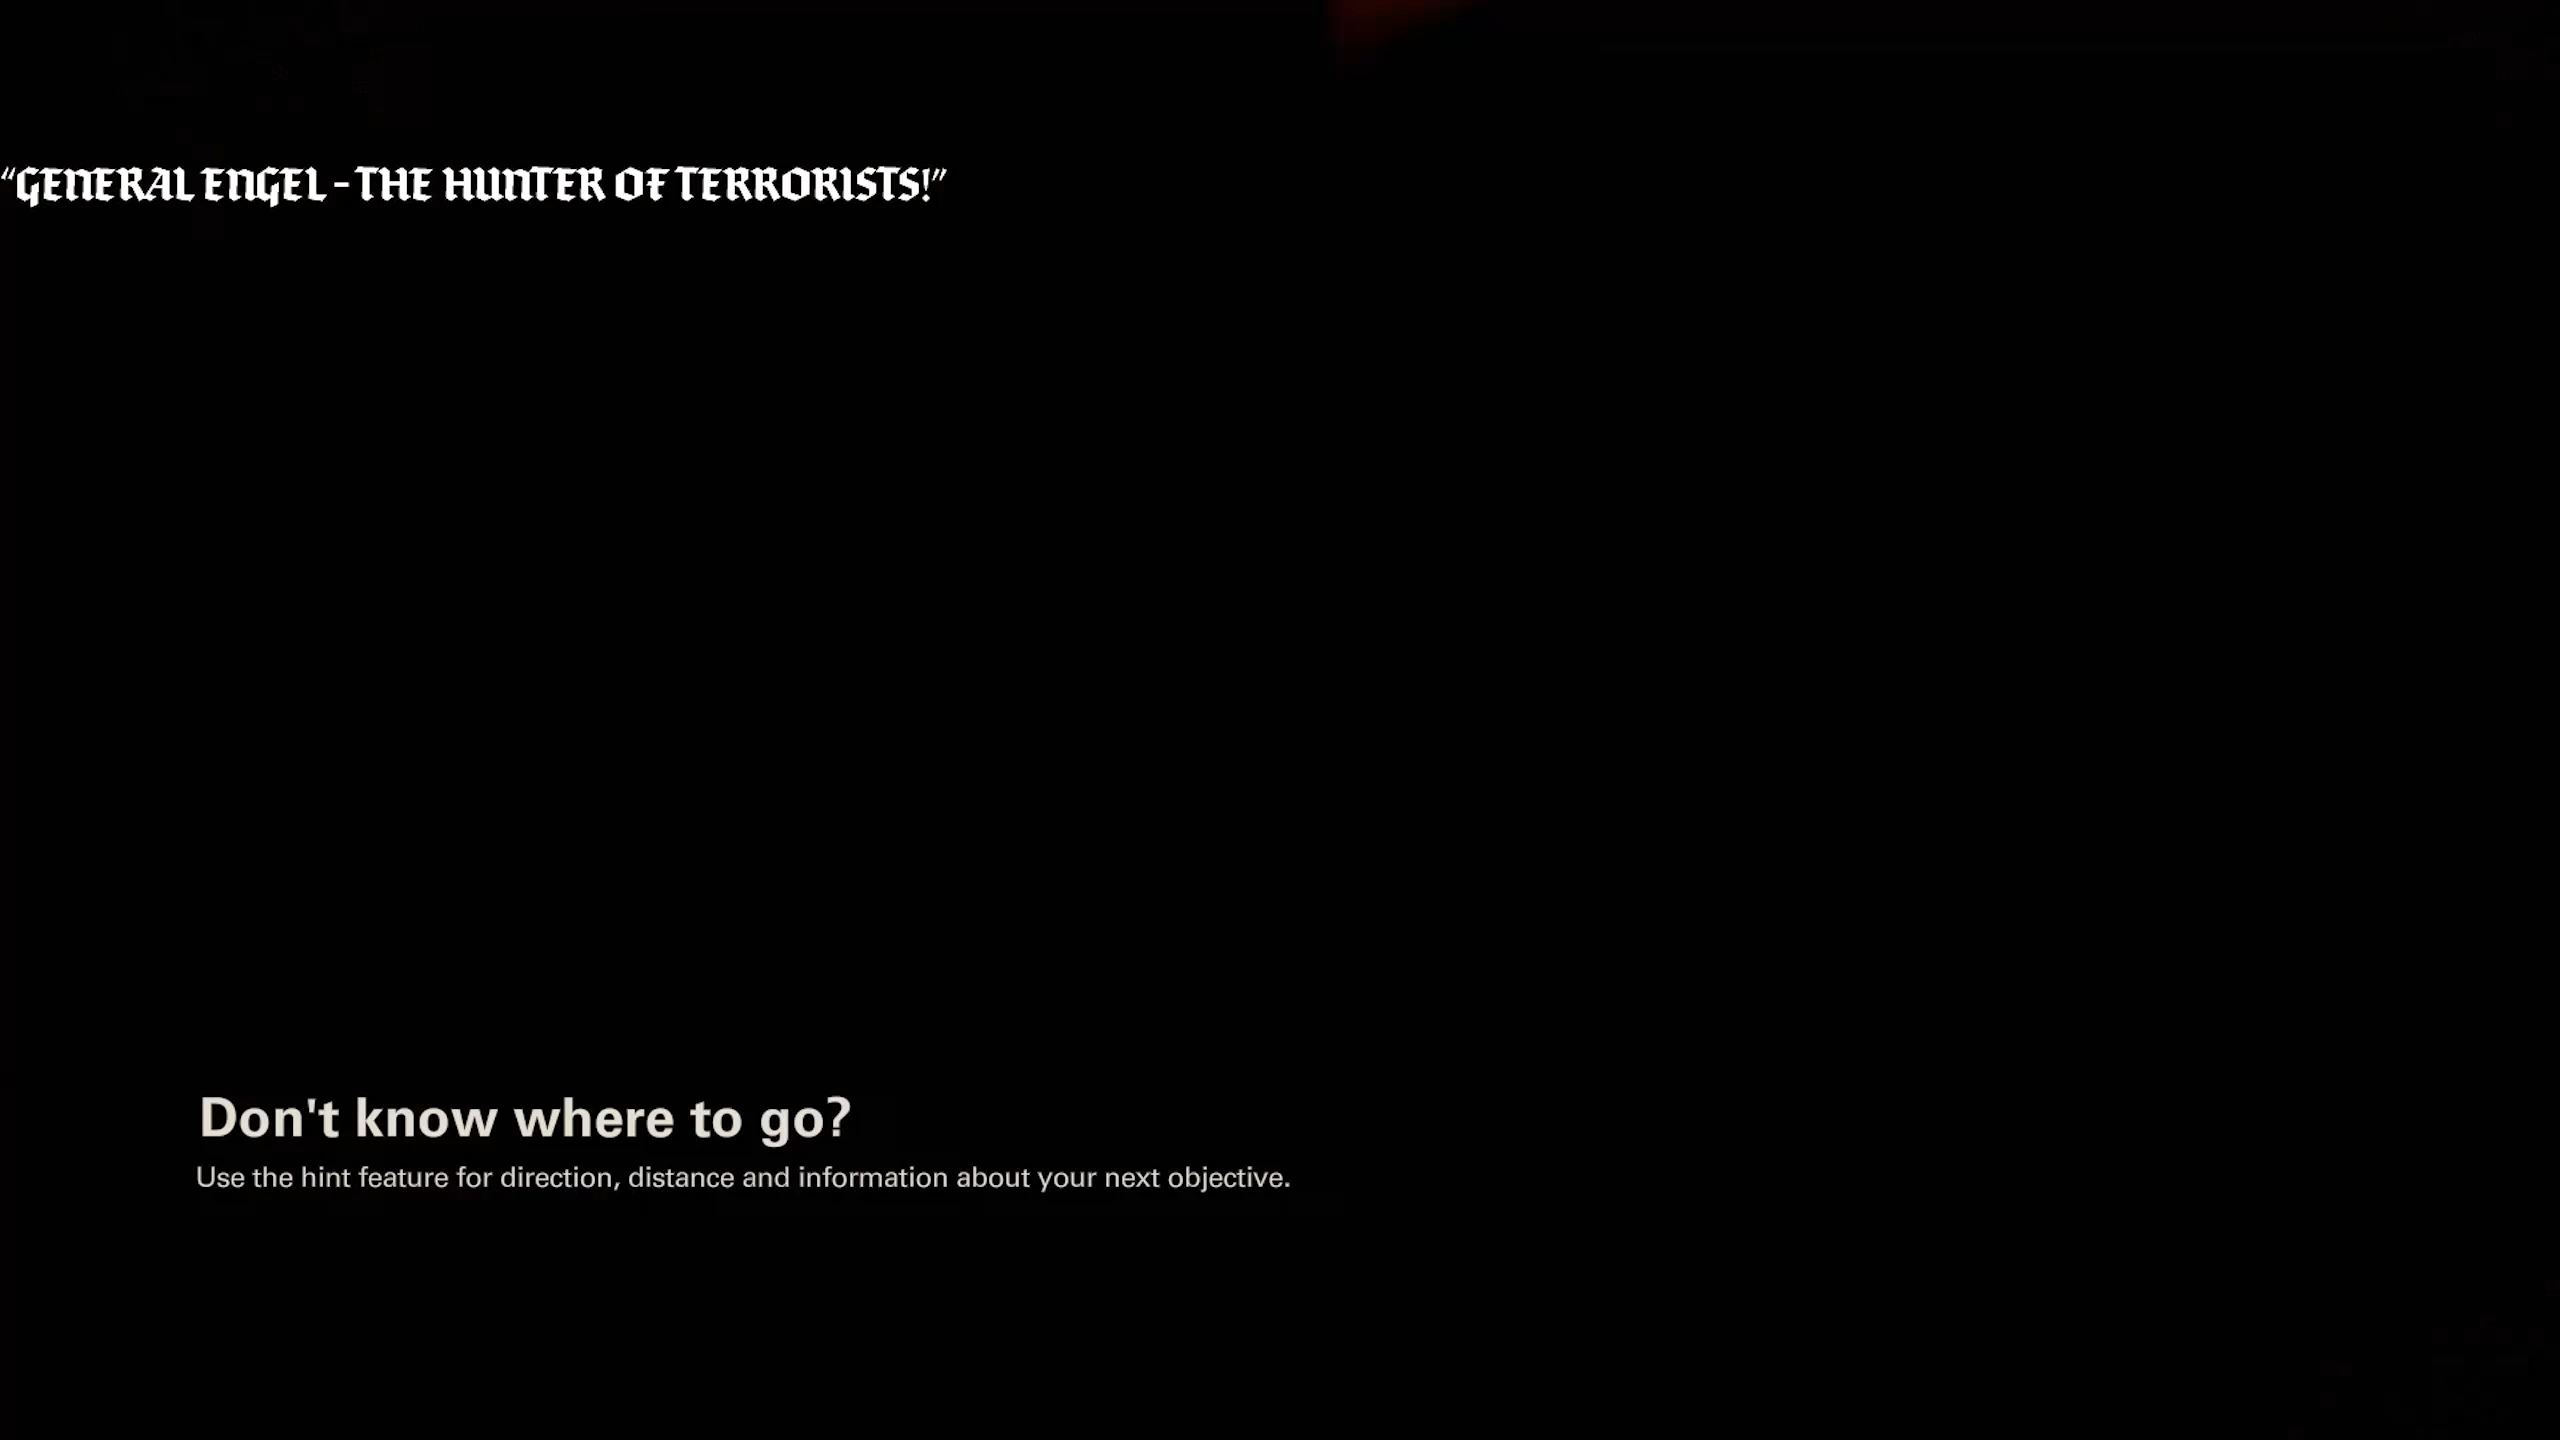 “GENERAL ENGEL - THE HUNTER OF TERRORISTS!”
Don't know where to go?
Use the hint feature for direction, distance and information about your next objective.